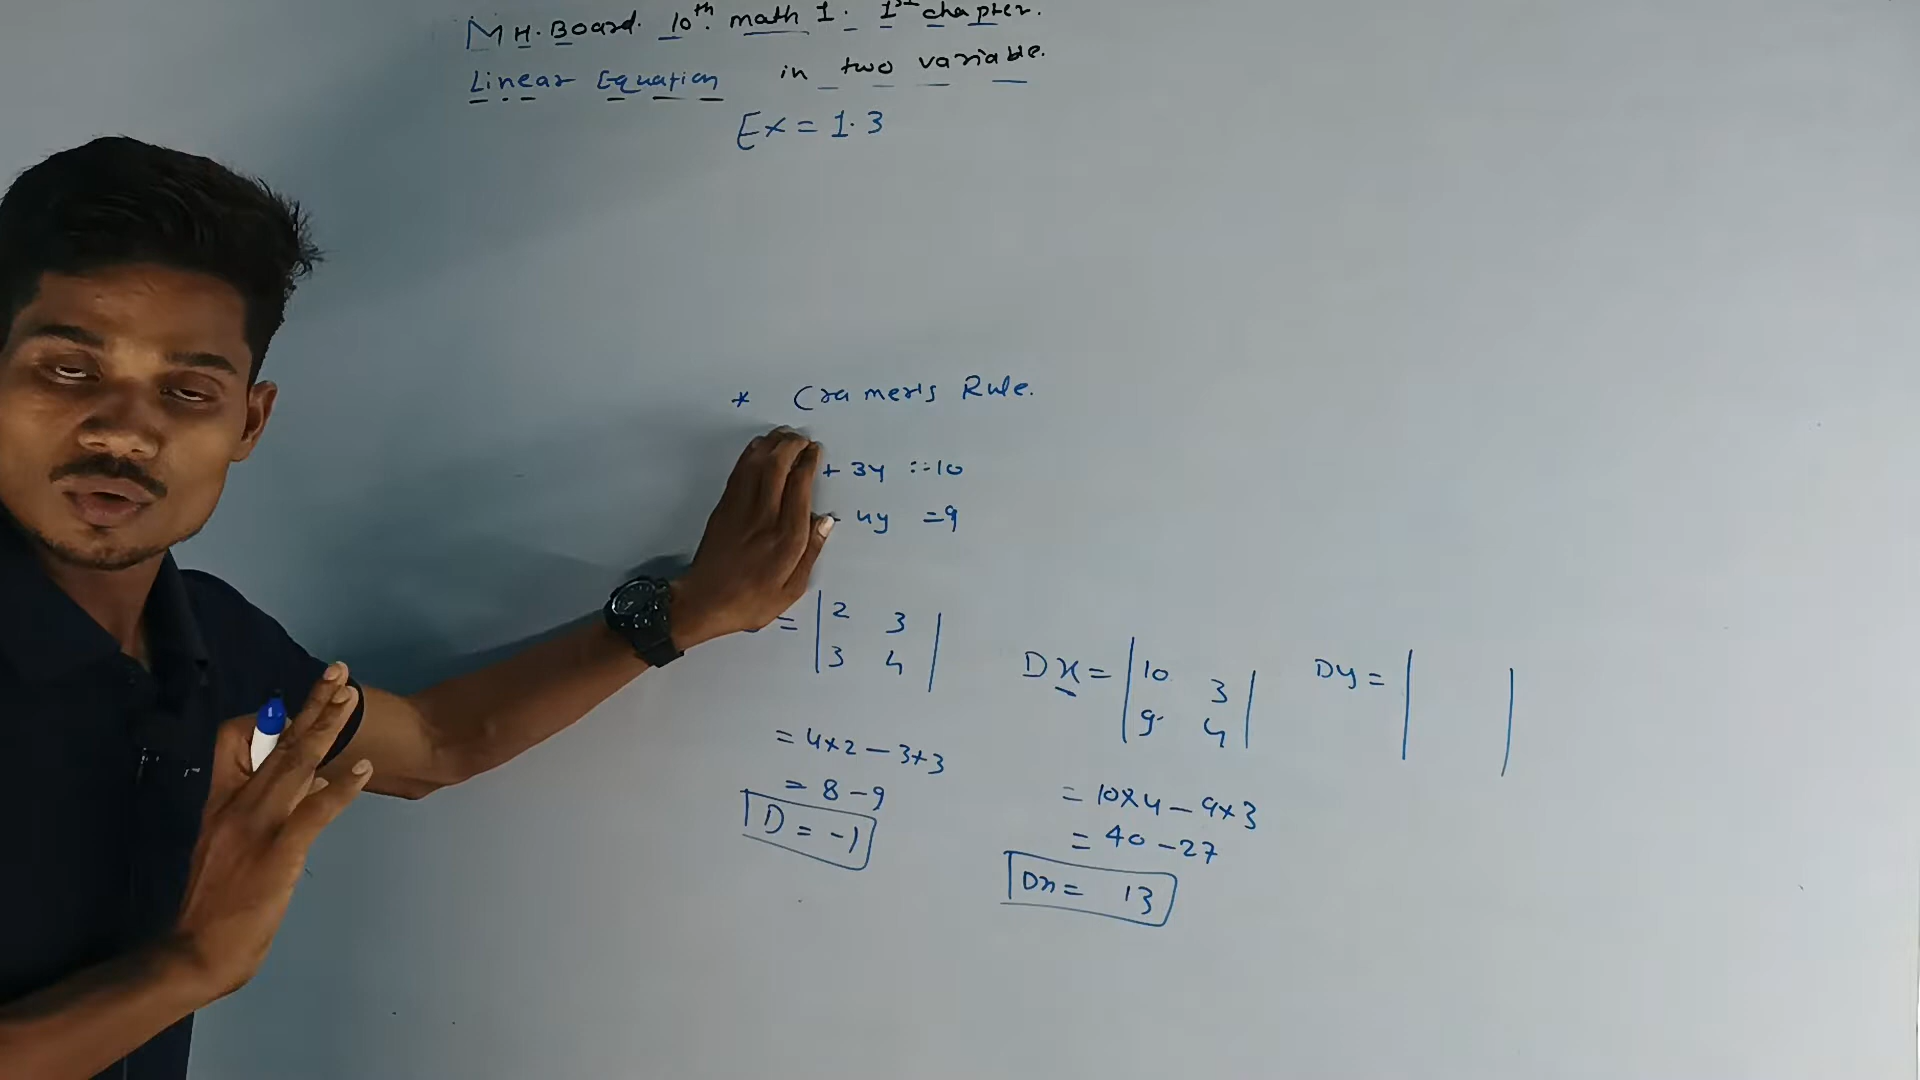 MH. Board. 10th math 1. 1st chapter.
Linear Equation in two variable.
Ex = 1.3
* Cramer's Rule.
+ 3y = 10
4y = 9
= | 2 3 |
| 3 4 |
= 4×2 - 3×3
= 8 - 9
D = -1
Dx = | 10 3 |
| 9 4 |
= 10×4 - 9×3
= 40 - 27
Dx = 13
Dy = | |